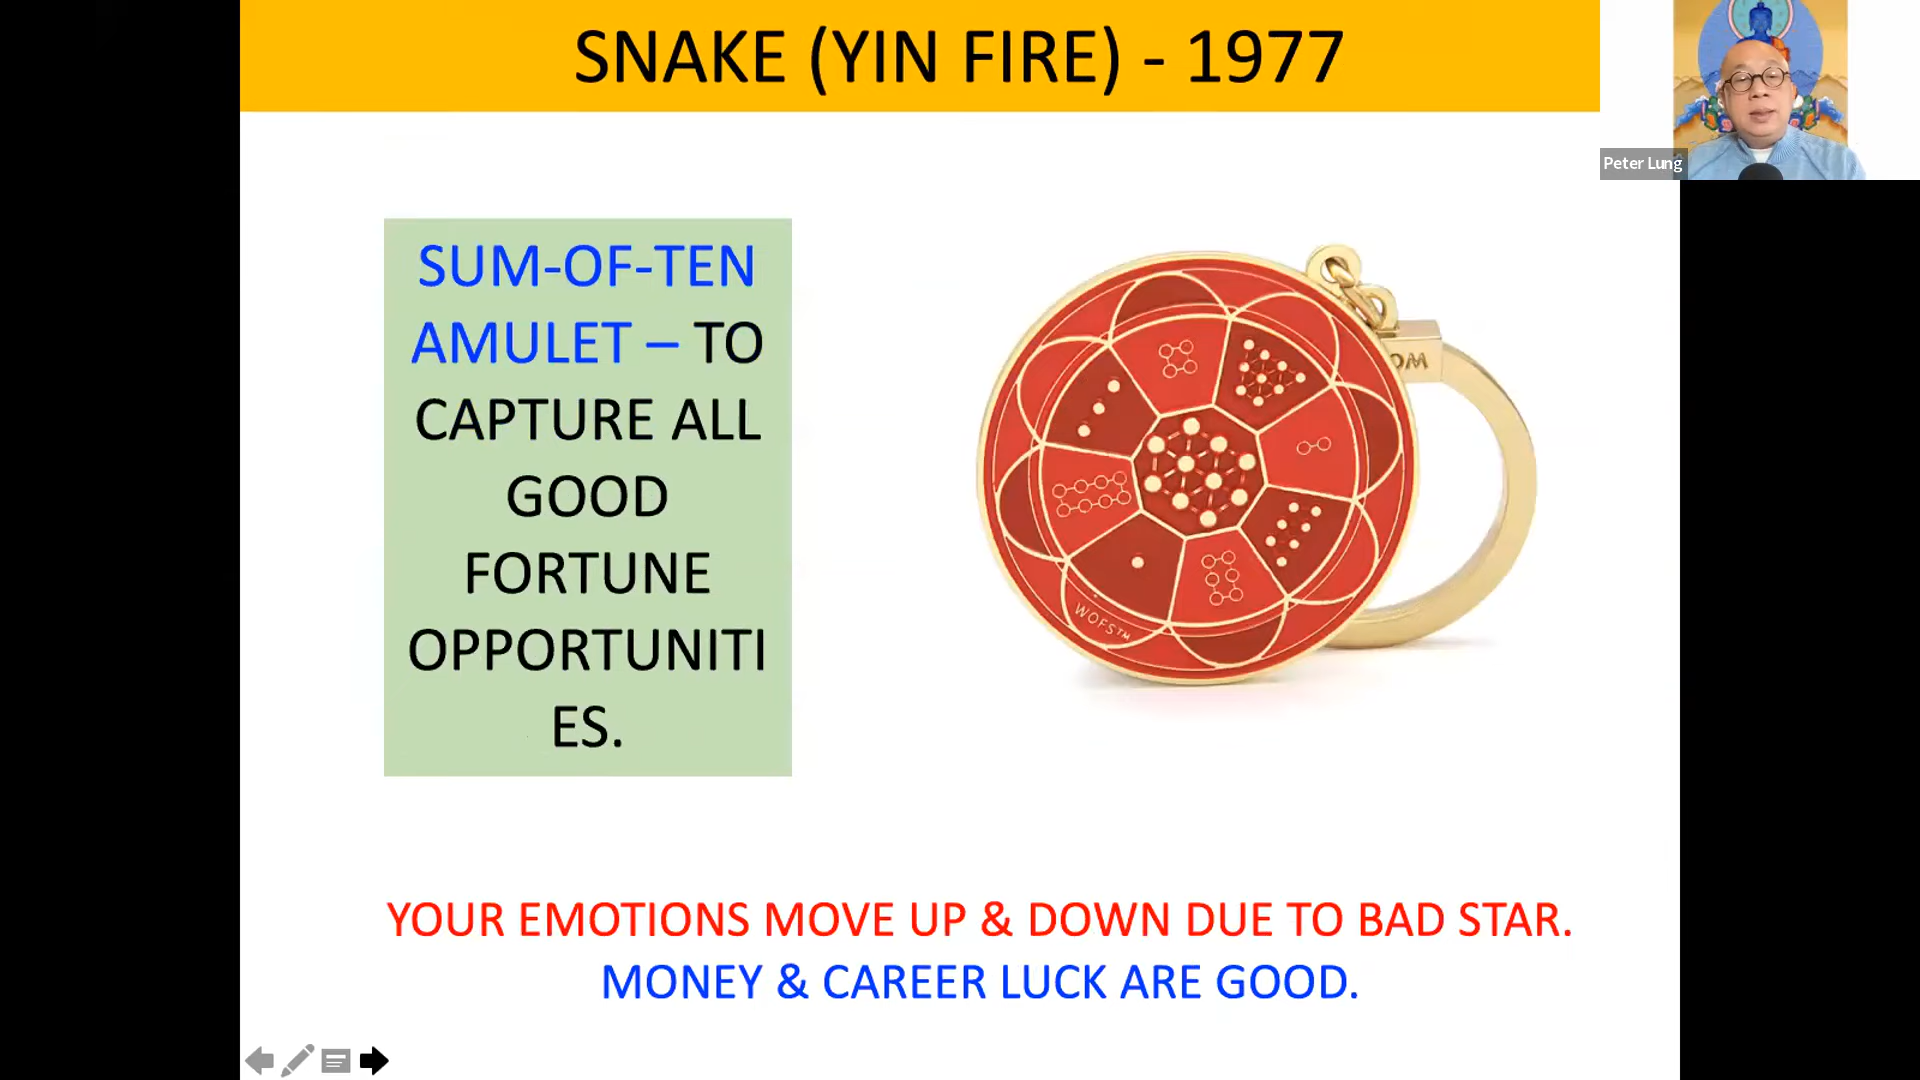 SNAKE (YIN FIRE) - 1977
Peter Lung
SUM-OF-TEN
AMULET – TO
CAPTURE ALL
GOOD
FORTUNE
OPPORTUNITI
ES.
OM
WOFS™
YOUR EMOTIONS MOVE UP & DOWN DUE TO BAD STAR.
MONEY & CAREER LUCK ARE GOOD.